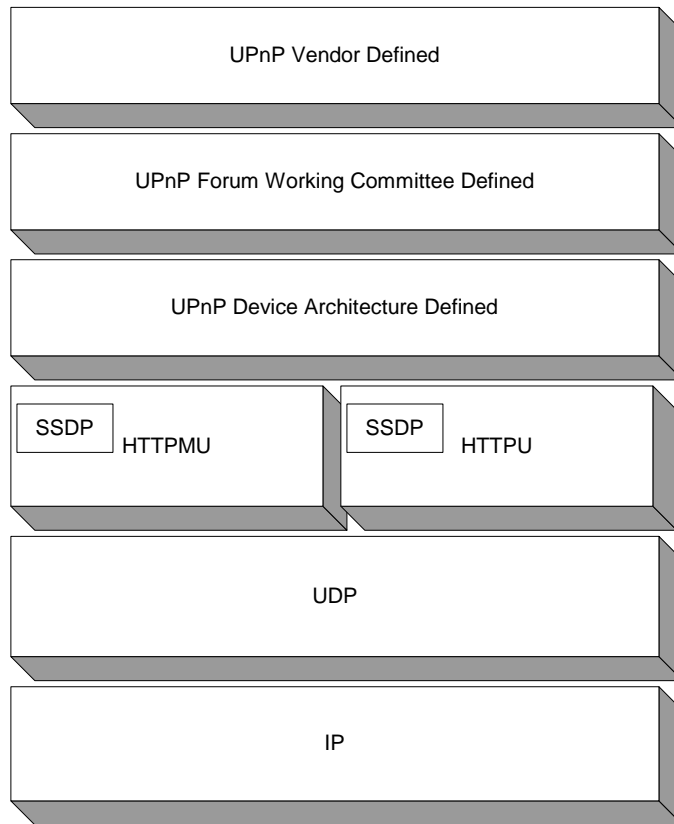 UPnP Vendor Defined
UPnP Forum Working Committee Defined
UPnP Device Architecture Defined
SSDP
HTTPMU
SSDP
HTTPU
UDP
IP